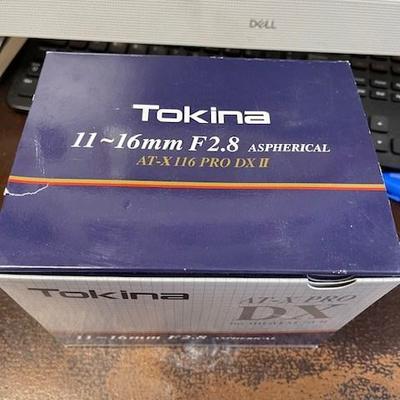 DELL
Tokina
11~16mm F2.8 ASPHERICAL
AT-X 116 PRO DX II
Tokina
AT-X PRO
DX
11~16mm F2.8 ASPHERICAL